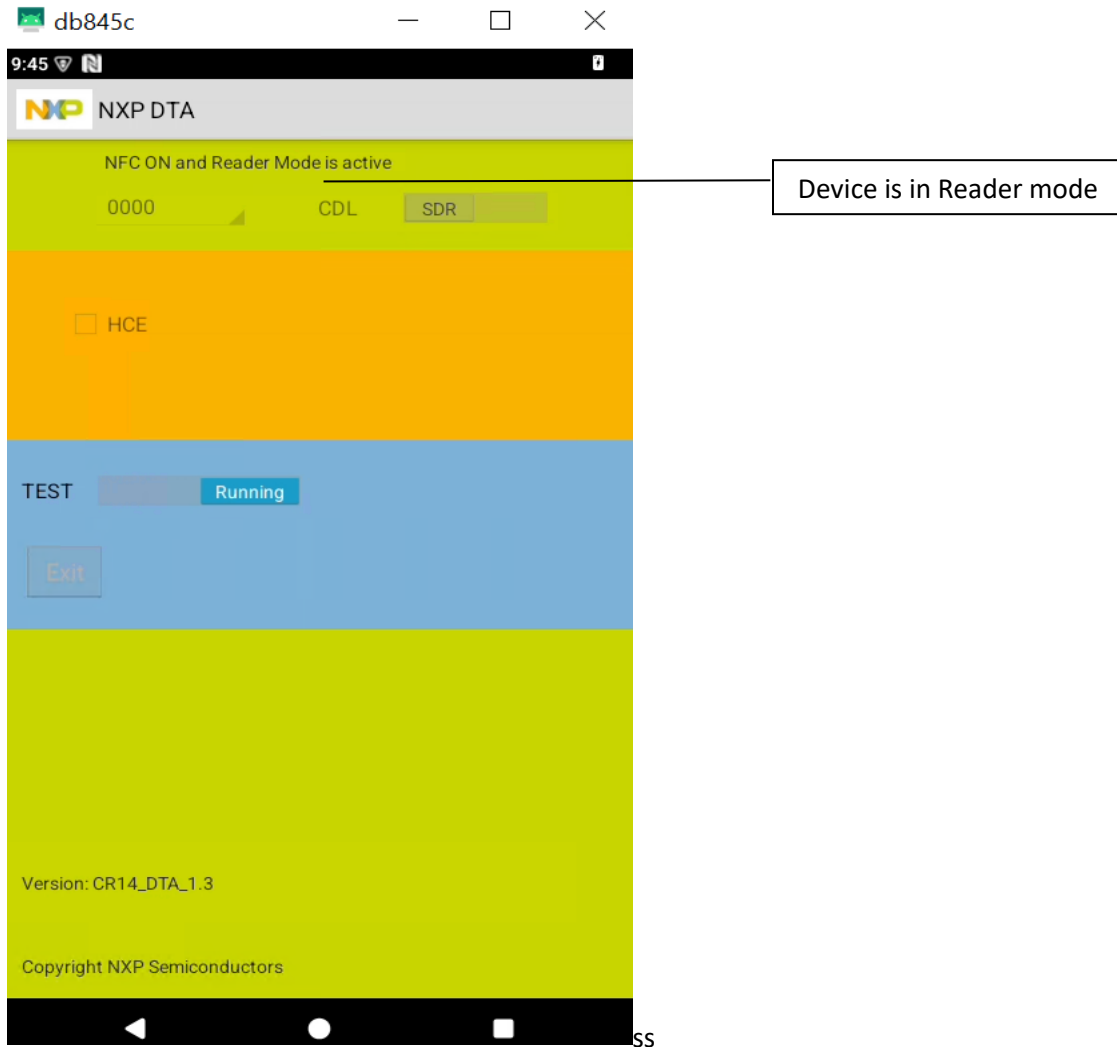 db845c
9:45
NXP NXP DTA
NFC ON and Reader Mode is active
0000 CDL SDR
Device is in Reader mode
HCE
TEST Running
Exit
Version: CR14_DTA_1.3
Copyright NXP Semiconductors
ss